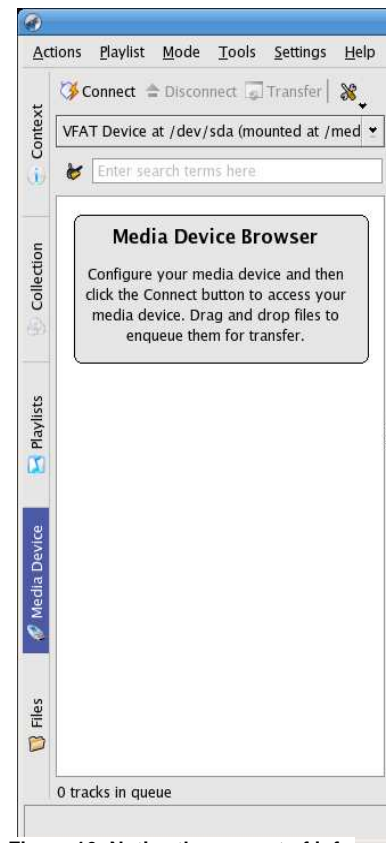 Actions Playlist Mode Tools Settings Help
Connect Disconnect Transfer
VFAT Device at /dev/sda (mounted at /med
Enter search terms here
Context
Collection
Playlists
Media Device
Files
Media Device Browser
Configure your media device and then
click the Connect button to access your
media device. Drag and drop files to
enqueue them for transfer.
0 tracks in queue